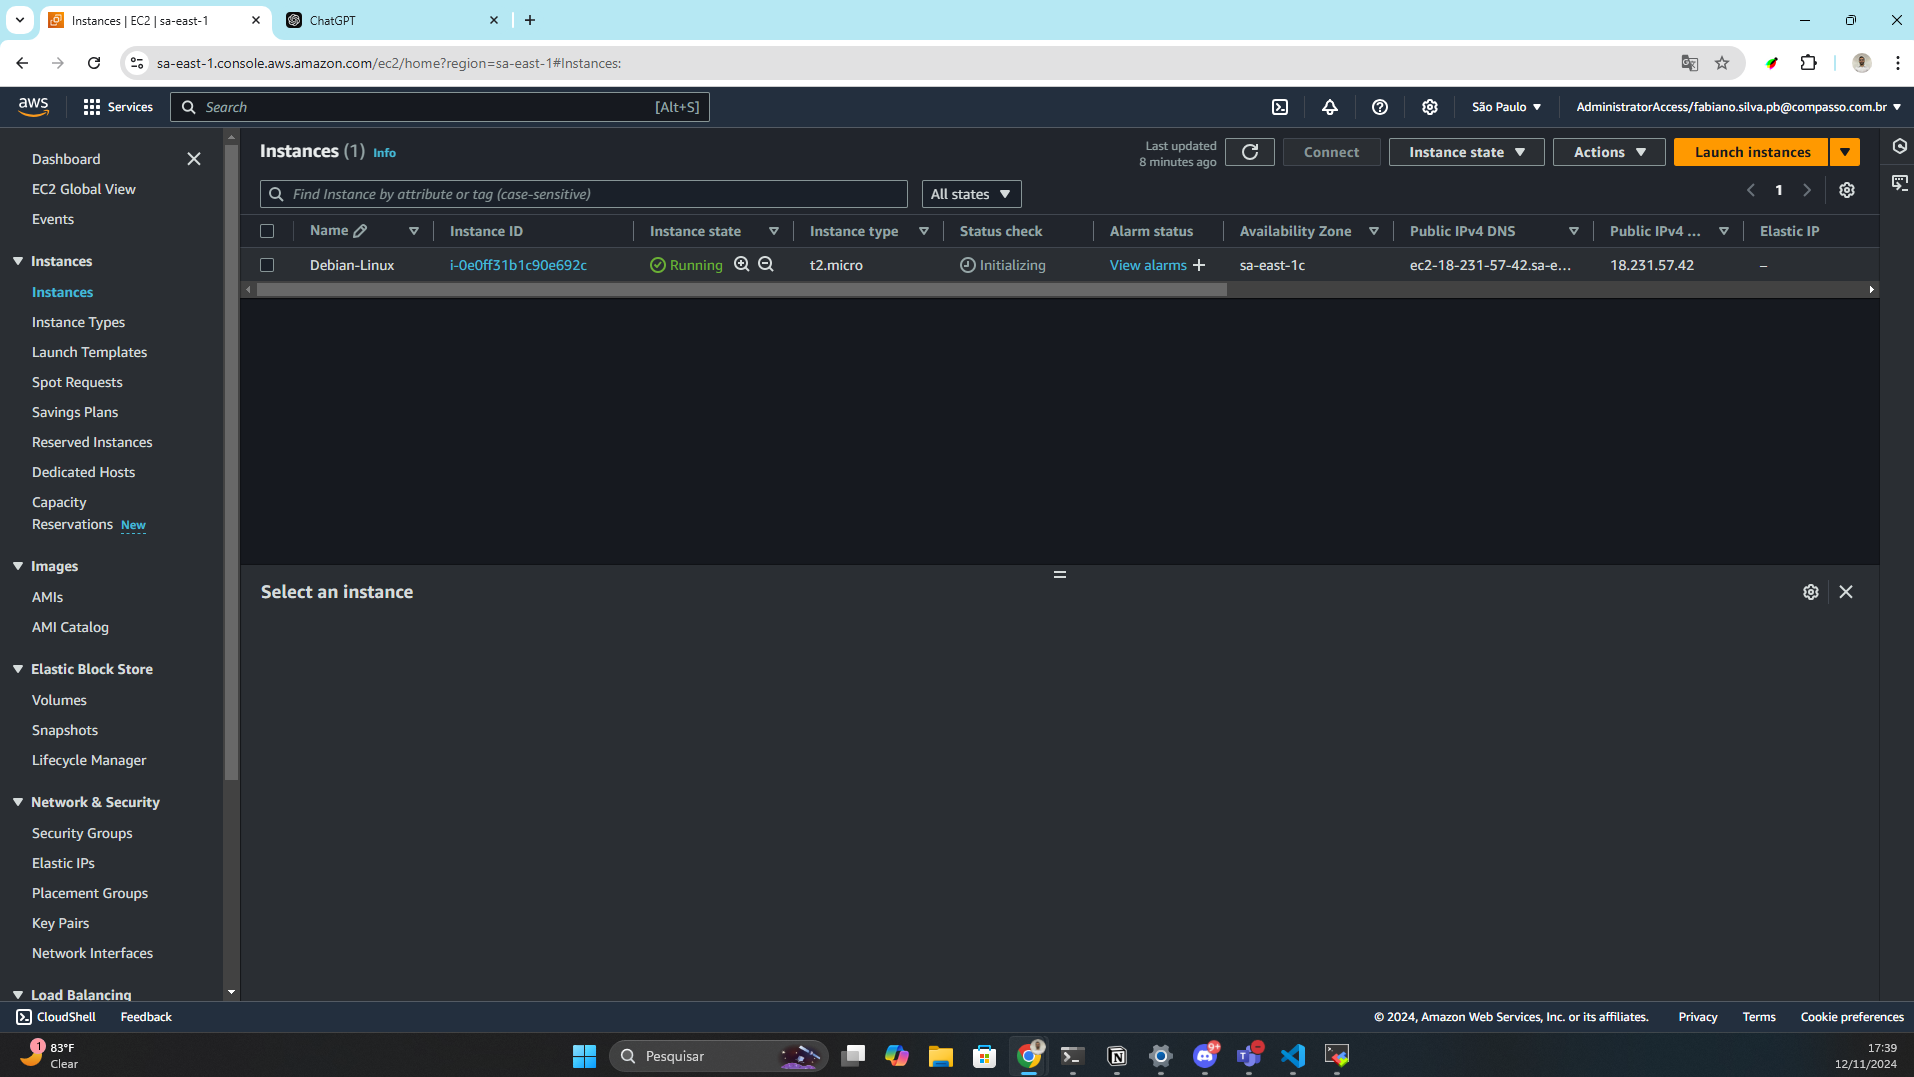 Instances | EC2 | sa-east-1
ChatGPT
sa-east-1.console.aws.amazon.com/ec2/home?region=sa-east-1#Instances:
aws
Services
Search
[Alt+S]
São Paulo
AdministratorAccess/fabiano.silva.pb@compasso.com.br
Dashboard
EC2 Global View
Events
Instances
Instances
Instance Types
Launch Templates
Spot Requests
Savings Plans
Reserved Instances
Dedicated Hosts
Capacity
Reservations New
Images
AMIs
AMI Catalog
Elastic Block Store
Volumes
Snapshots
Lifecycle Manager
Network & Security
Security Groups
Elastic IPs
Placement Groups
Key Pairs
Network Interfaces
Load Balancing
Instances (1) Info
Last updated
8 minutes ago
Connect
Instance state
Actions
Launch instances
Find Instance by attribute or tag (case-sensitive)
All states
1
Name
Instance ID
Instance state
Instance type
Status check
Alarm status
Availability Zone
Public IPv4 DNS
Public IPv4 ...
Elastic IP
Debian-Linux
i-0e0ff31b1c90e692c
Running
t2.micro
Initializing
View alarms +
sa-east-1c
ec2-18-231-57-42.sa-e...
18.231.57.42
–
Select an instance
CloudShell
Feedback
© 2024, Amazon Web Services, Inc. or its affiliates.
Privacy
Terms
Cookie preferences
1
83°F
Clear
Pesquisar
9+
17:39
12/11/2024